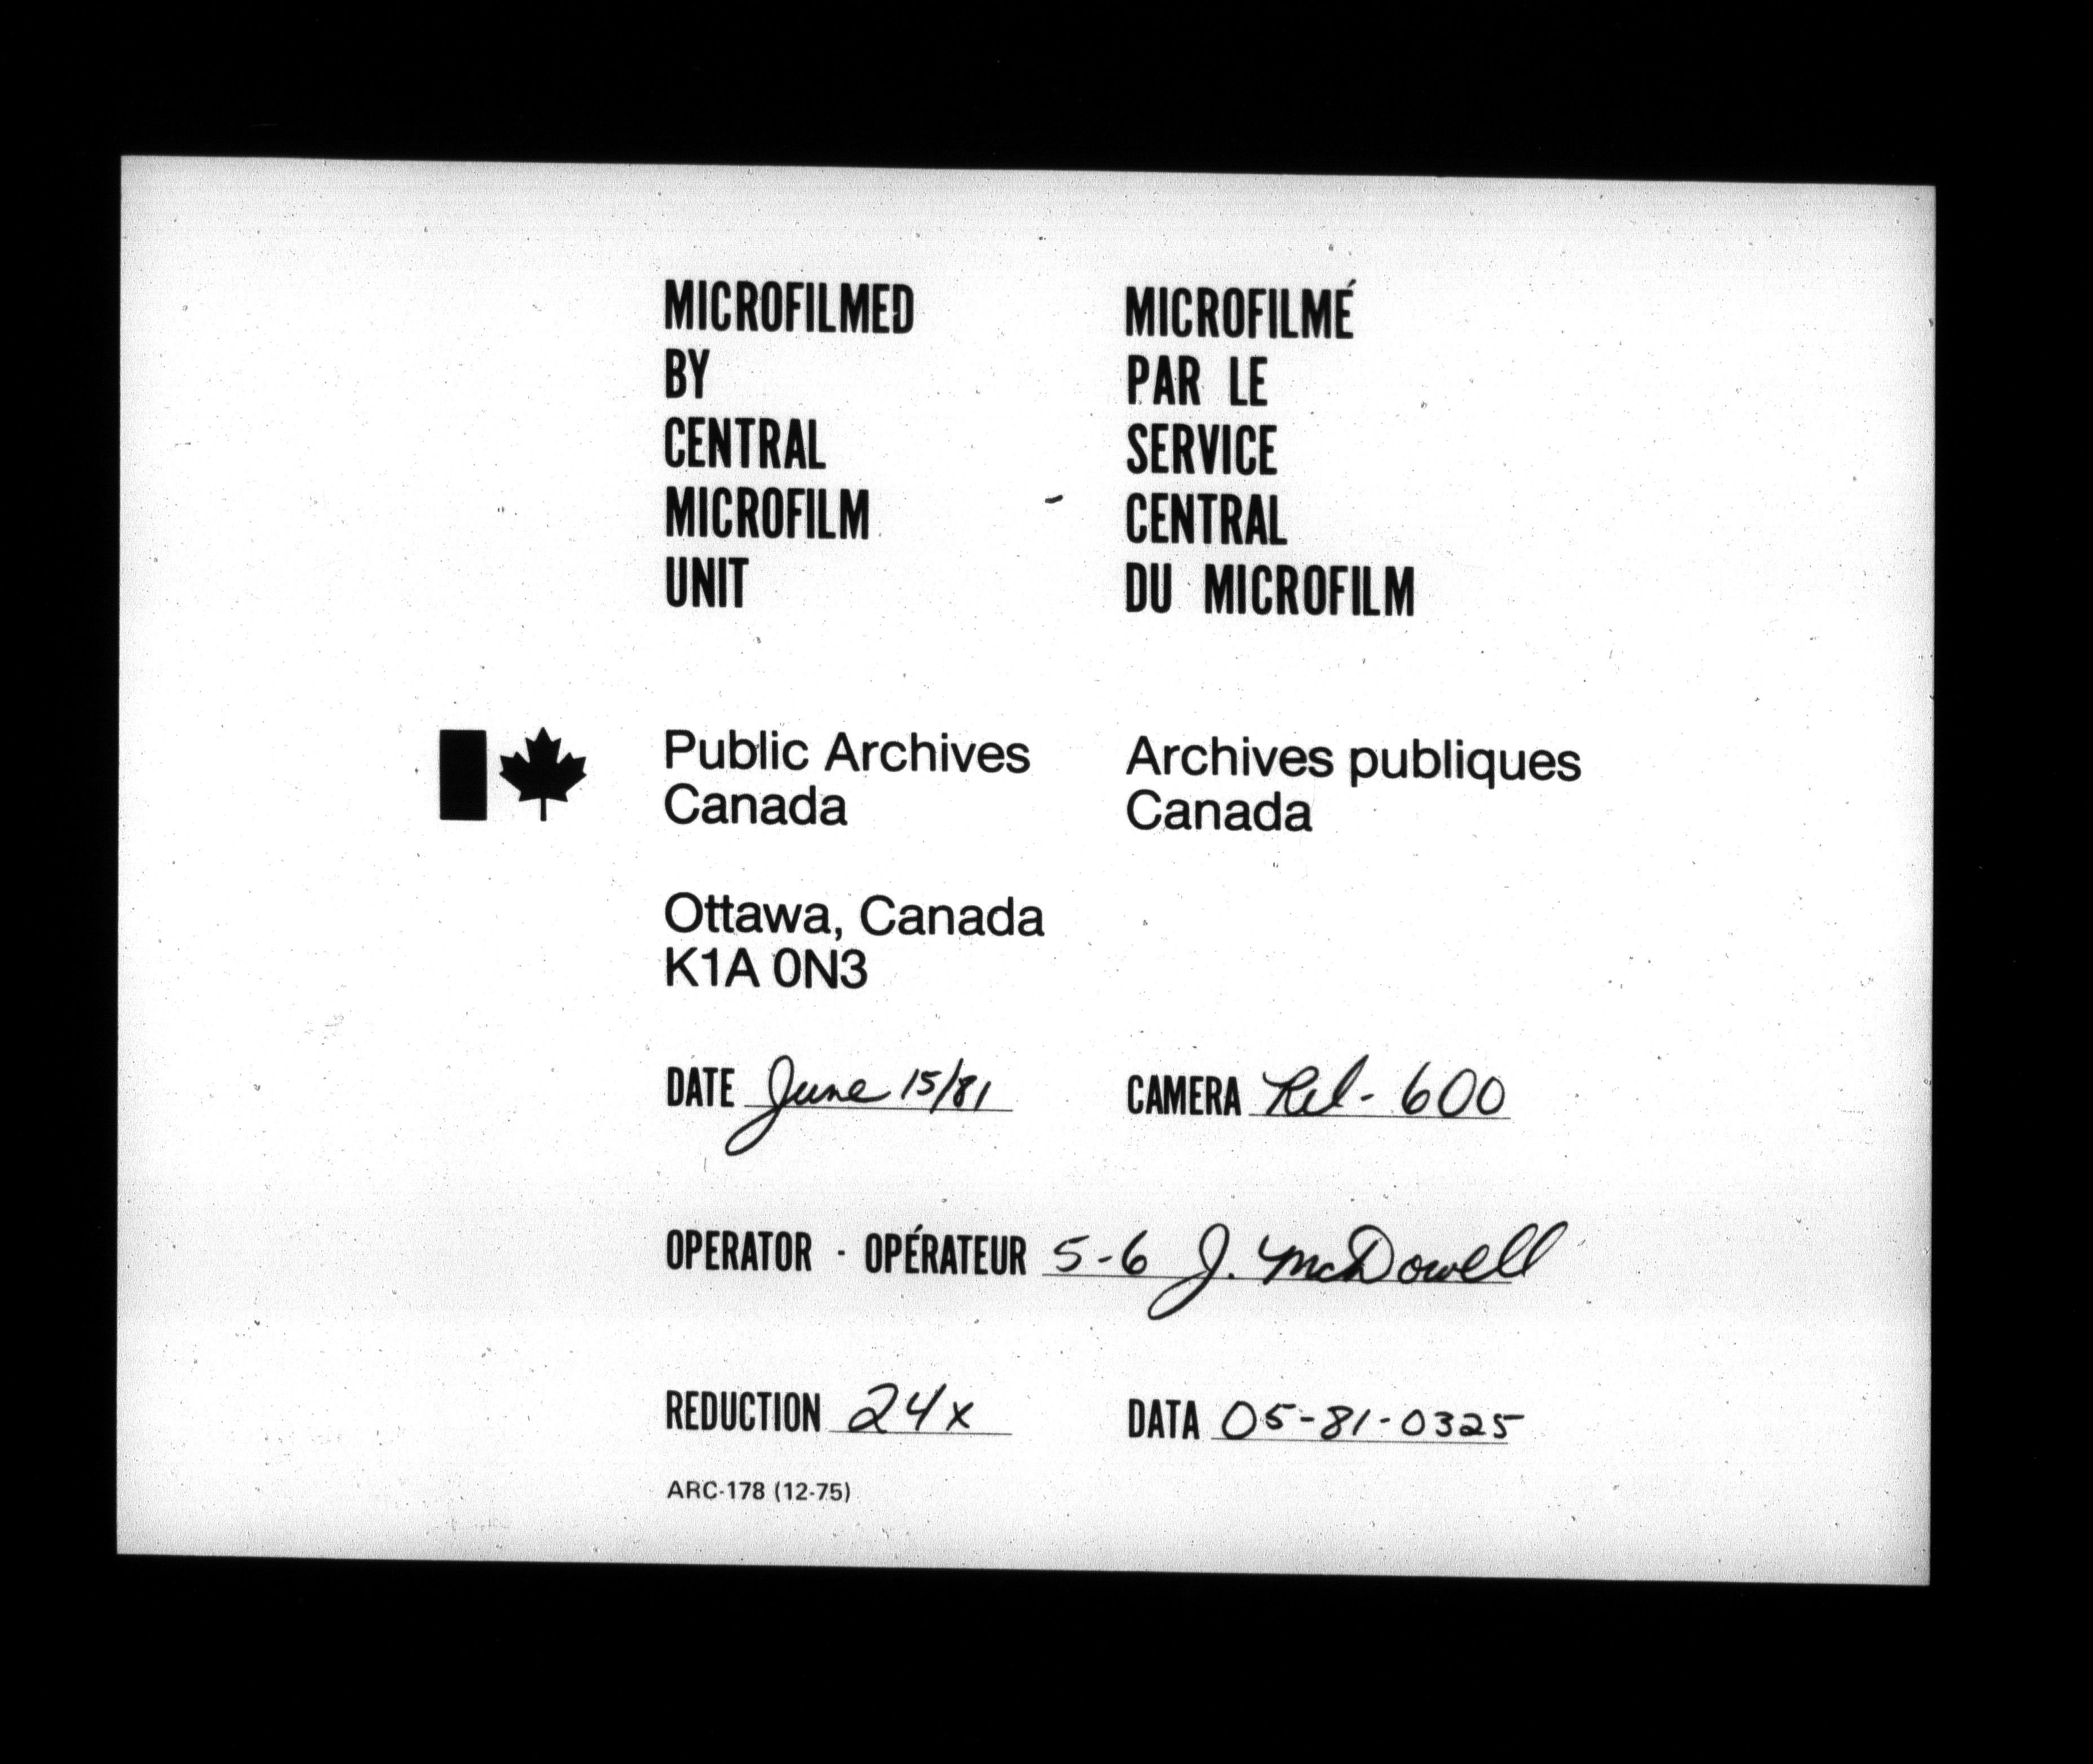 MICROFILMED
BY
CENTRAL
MICROFILM
UNIT
MICROFILMÉ
PAR LE
SERVICE
CENTRAL
DU MICROFILM
Public Archives
Canada
Archives publiques
Canada
Ottawa, Canada
K1A 0N3
DATE June 15/81
CAMERA Rel- 600
OPERATOR - OPÉRATEUR 5-6 J. McDowell
REDUCTION 24x
DATA 05-81-0325
ARC-178 (12-75)